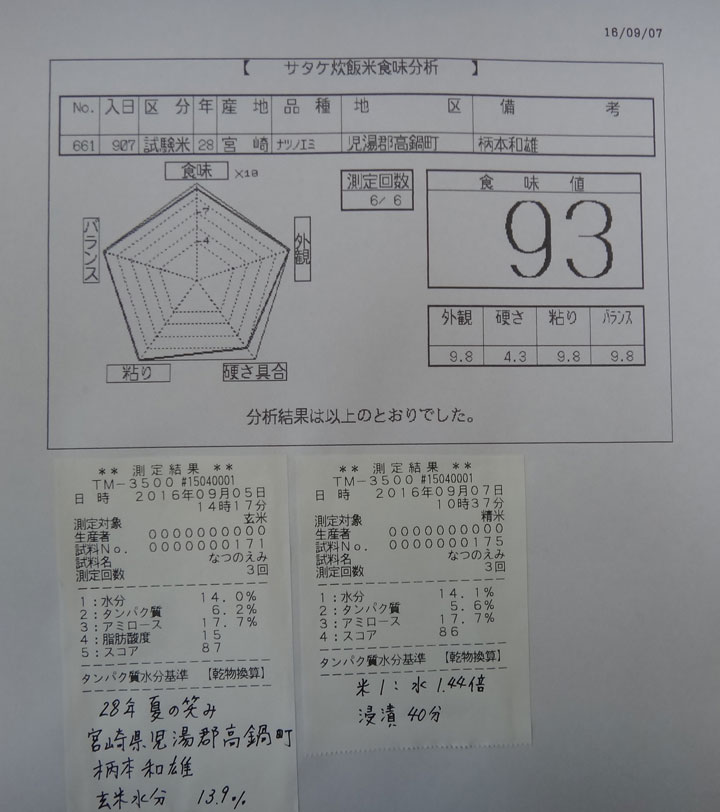 16/09/07
【 サタケ炊飯米食味分析 】
No. 入日 区分 年 産地 品種 地区 備考
661 907 試験米 28 宮崎 ナツノエミ 児湯郡高鍋町 柄本和雄
食味 ×10
測定回数
6/ 6
食味値
93
7
4
バランス
外観
粘り
硬さ具合
外観 硬さ 粘り バランス
9.8 4.3 9.8 9.8
分析結果は以上のとおりでした。
** 測定結果 **
TM-3500 #15040001
日時 2016年09月05日
14時17分
測定対象 玄米
生産者 00000000000
試料No. 00000000171
試料名 なつのえみ
測定回数 3回
1:水分 14.0%
2:タンパク質 6.2%
3:アミロース 17.7%
4:脂肪酸度 15
5:スコア 87
タンパク質水分基準 【乾物換算】
28年 夏の笑み
宮崎県児湯郡高鍋町
柄本和雄
玄米水分 13.9%
** 測定結果 **
TM-3500 #15040001
日時 2016年09月07日
10時37分
測定対象 精米
生産者 00000000000
試料No. 00000000175
試料名 なつのえみ
測定回数 3回
1:水分 14.1%
2:タンパク質 5.6%
3:アミロース 17.7%
4:スコア 86
タンパク質水分基準 【乾物換算】
米1:水1.44倍
浸漬 40分